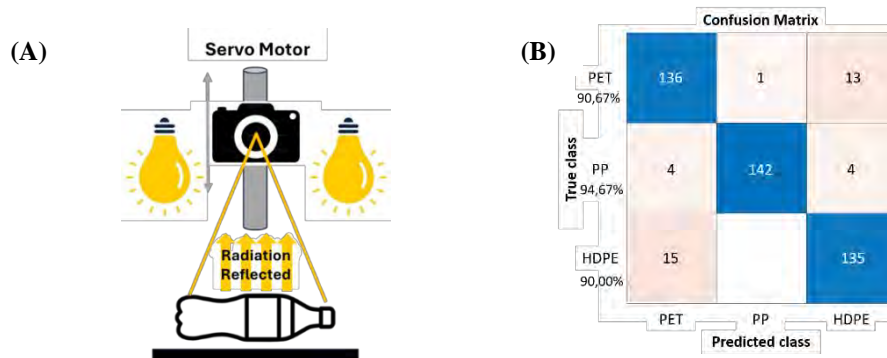 (A)
Servo Motor
Radiation
Reflected
(B)
Confusion Matrix
True class
PET
90,67%
136
1
13
PP
94,67%
4
142
4
HDPE
90,00%
15
135
PET
PP
HDPE
Predicted class